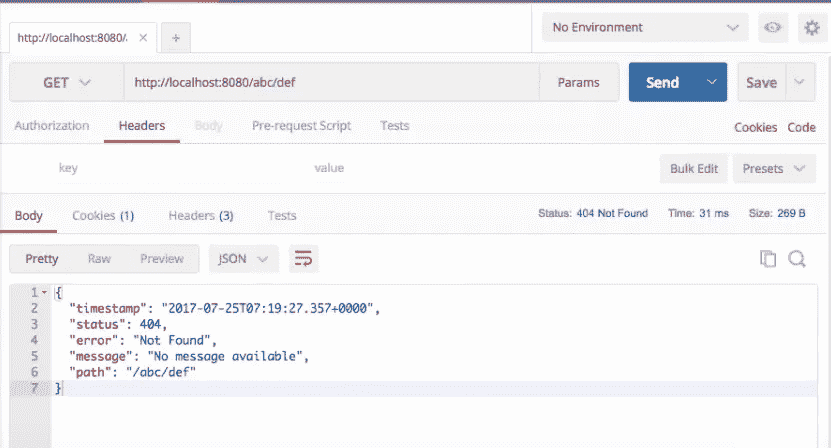 http://localhost:8080/ × + No Environment
GET http://localhost:8080/abc/def Params Send Save
Authorization Headers Body Pre-request Script Tests Cookies Code
key value Bulk Edit Presets
Body Cookies (1) Headers (3) Tests Status: 404 Not Found Time: 31 ms Size: 269 B
Pretty Raw Preview JSON
1 {
2 "timestamp": "2017-07-25T07:19:27.357+0000",
3 "status": 404,
4 "error": "Not Found",
5 "message": "No message available",
6 "path": "/abc/def"
7 }